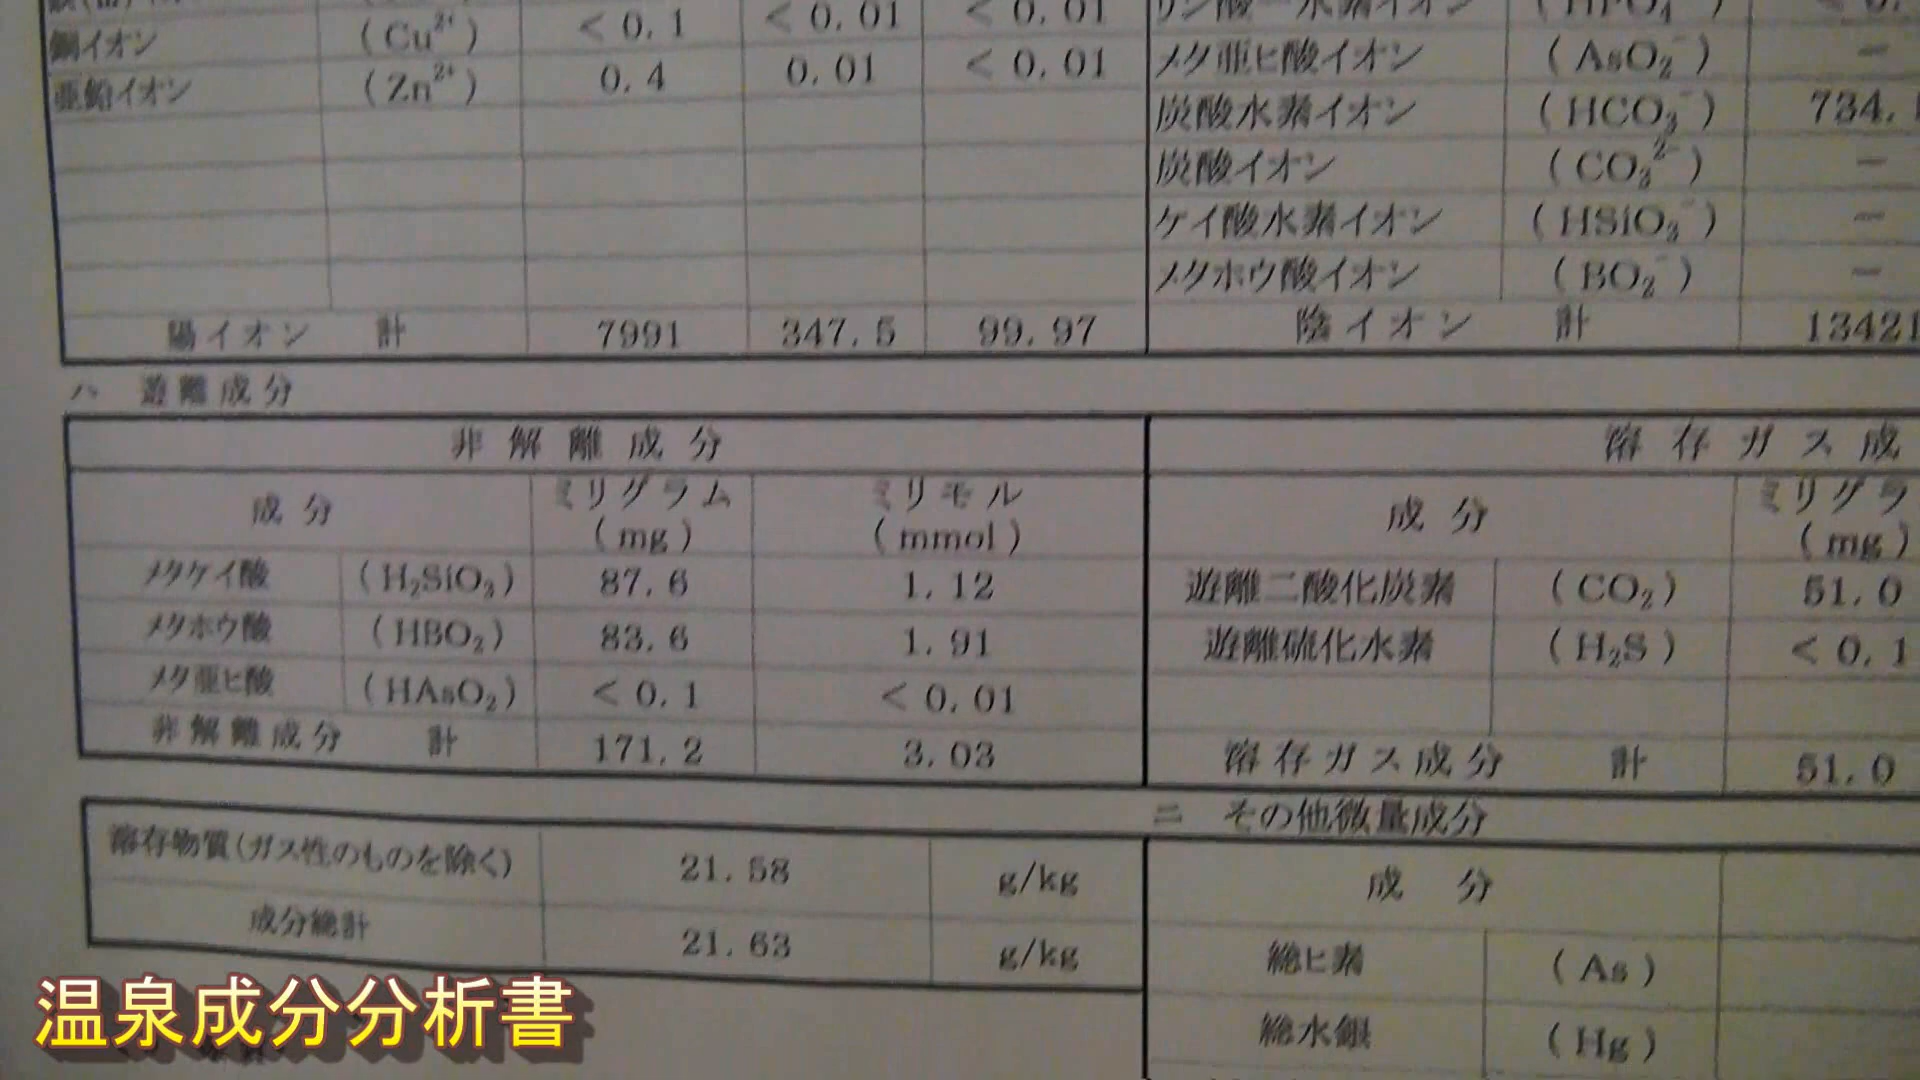 銅イオン (Cu²⁺) <0.1 <0.01 <0.01
亜鉛イオン (Zn²⁺) 0.4 0.01 <0.01
陽イオン 計 7991 347.5 99.97
メタ亜ヒ酸イオン (AsO₂⁻) －
炭酸水素イオン (HCO₃⁻) 734.
炭酸イオン (CO₃²⁻) －
ケイ酸水素イオン (HSiO₃⁻) －
メタホウ酸イオン (BO₂⁻) －
陰イオン 計 13421
ハ 遊離成分
非解離成分
成分 ミリグラム (mg) ミリモル (mmol)
メタケイ酸 (H₂SiO₃) 87.6 1.12
メタホウ酸 (HBO₂) 83.6 1.91
メタ亜ヒ酸 (HAsO₂) <0.1 <0.01
非解離成分 計 171.2 3.03
溶存ガス成
成分 ミリグラ (mg)
遊離二酸化炭素 (CO₂) 51.0
遊離硫化水素 (H₂S) <0.1
溶存ガス成分 計 51.0
溶存物質(ガス性のものを除く) 21.58 g/kg
成分総計 21.63 g/kg
ニ その他微量成分
成分
総ヒ素 (As)
総水銀 (Hg)
温泉成分分析書